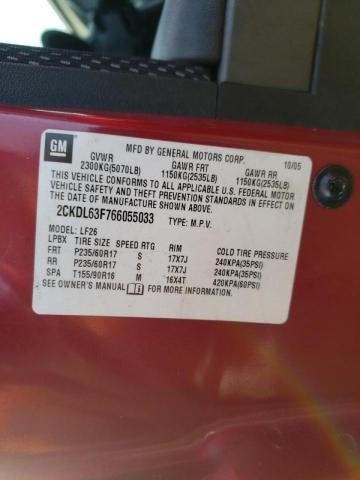 GM
MFD BY GENERAL MOTORS CORP. 10/05
GVWR GAWR FRT GAWR RR
2300KG(5070LB) 1150KG(2535LB) 1150KG(2535LB)
THIS VEHICLE CONFORMS TO ALL APPLICABLE U.S. FEDERAL MOTOR
VEHICLE SAFETY AND THEFT PREVENTION STANDARDS IN EFFECT ON
THE DATE OF MANUFACTURE SHOWN ABOVE.
2CKDL63F766055033 TYPE: M.P.V.
MODEL: LF26
LPBX TIRE SIZE SPEED RTG RIM COLD TIRE PRESSURE
FRT P235/60R17 S 17X7J 240KPA(35PSI)
RR P235/60R17 S 17X7J 240KPA(35PSI)
SPA T155/90R16 M 16X4T 420KPA(60PSI)
SEE OWNER'S MANUAL FOR MORE INFORMATION.